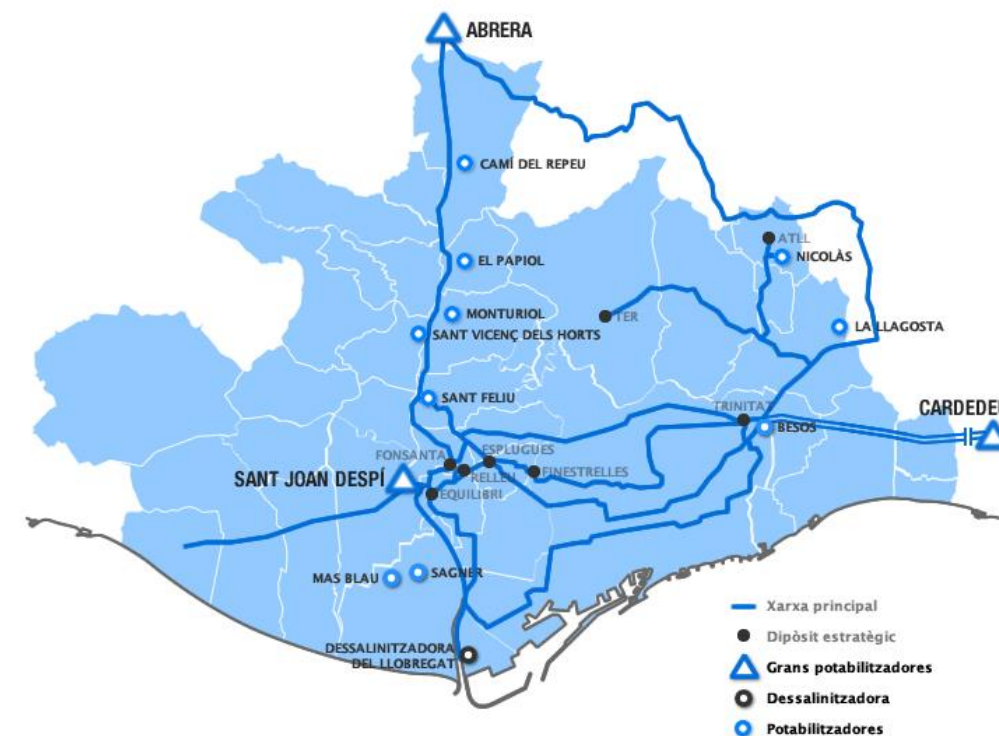 ABRERA
CAMÍ DEL REPEU
ATLL
EL PAPIOL
NICOLÀS
MONTURIOL
TER
SANT VICENÇ DELS HORTS
LA LLAGOSTA
SANT FELIU
TRINITAT
CARDEDE
BESOS
FONSANTA
ESPLUGUES
SANT JOAN DESPÍ
RELLEU
FINESTRELLES
EQUILIBRI
MAS BLAU
SAGNER
DESSALINITZADORA
DEL LLOBREGAT
Xarxa principal
Dipòsit estratègic
Grans potabilitzadores
Dessalinitzadora
Potabilitzadores